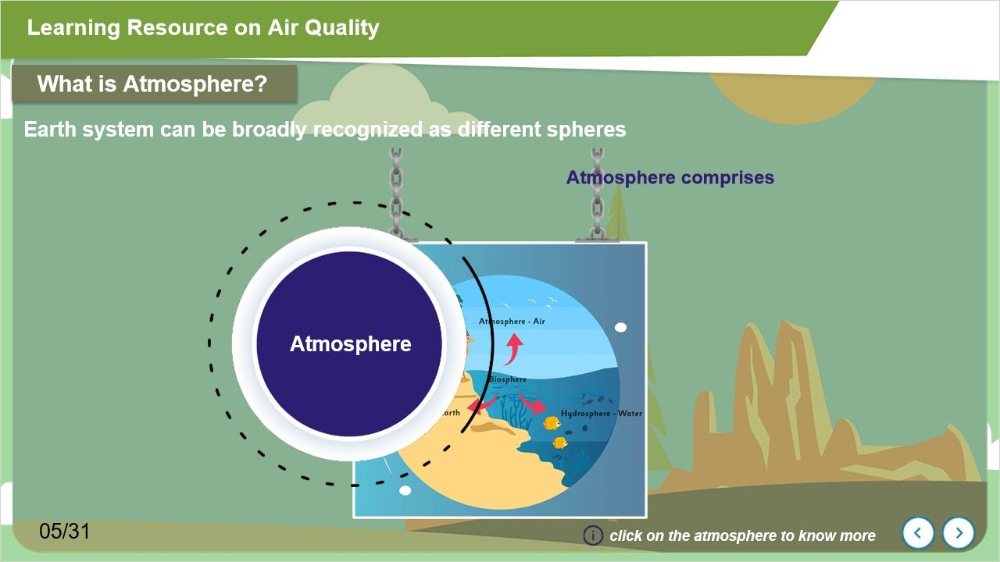 Learning Resource on Air Quality
What is Atmosphere?
Earth system can be broadly recognized as different spheres
Atmosphere comprises
Atmosphere
Atmosphere - Air
Biosphere
Hydrosphere - Water
05/31
i click on the atmosphere to know more